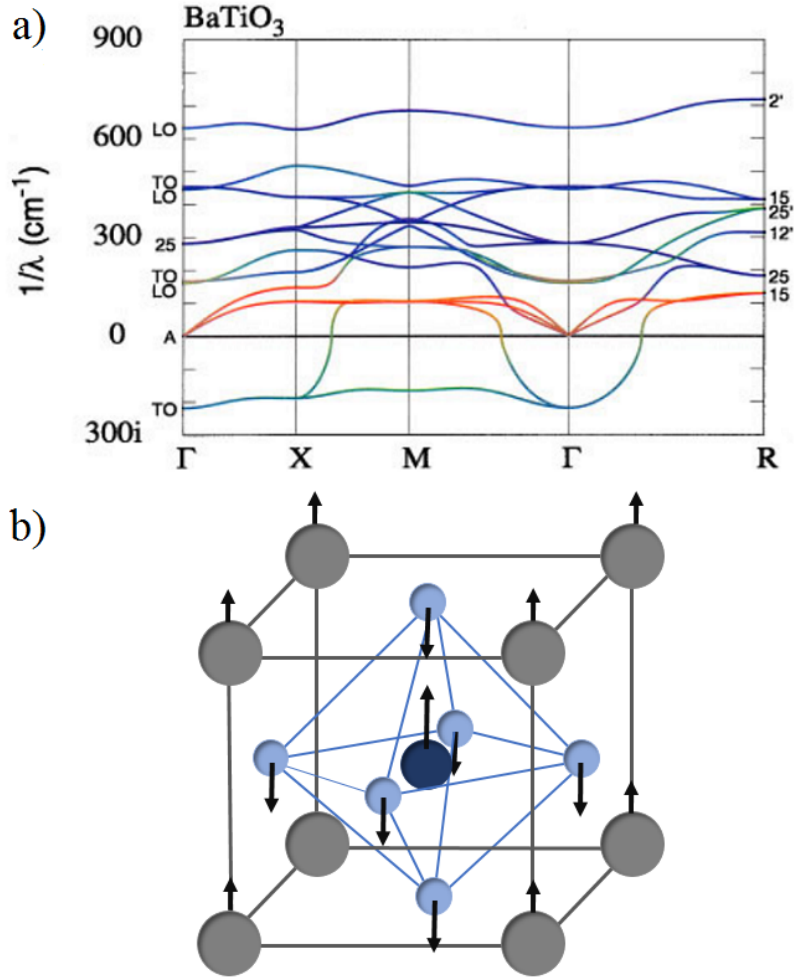 a)
BaTiO3
900
600
300
0
300i
1/λ (cm-1)
LO
TO
LO
25
TO
LO
A
TO
2'
15
25'
12'
25
15
Γ X M Γ R
b)